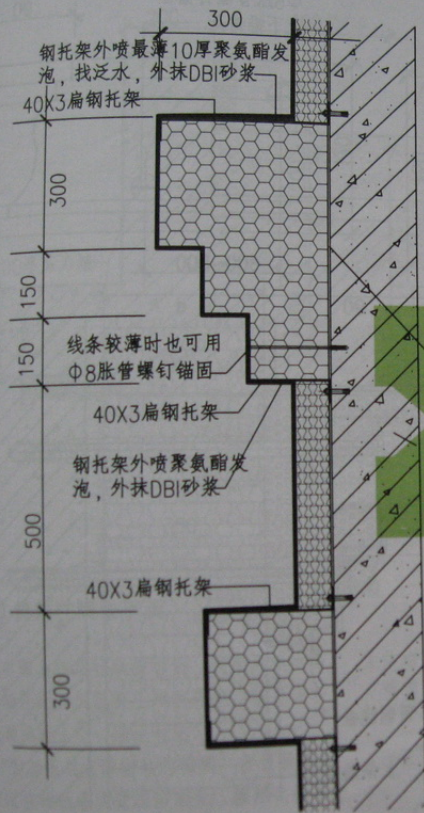 300
钢托架外喷最薄10厚聚氨酯发
泡，找泛水，外抹DBI砂浆
40X3扁钢托架
300
150
150
线条较薄时也可用
Φ8胀管螺钉锚固
40X3扁钢托架
钢托架外喷聚氨酯发
泡，外抹DBI砂浆
500
40X3扁钢托架
300